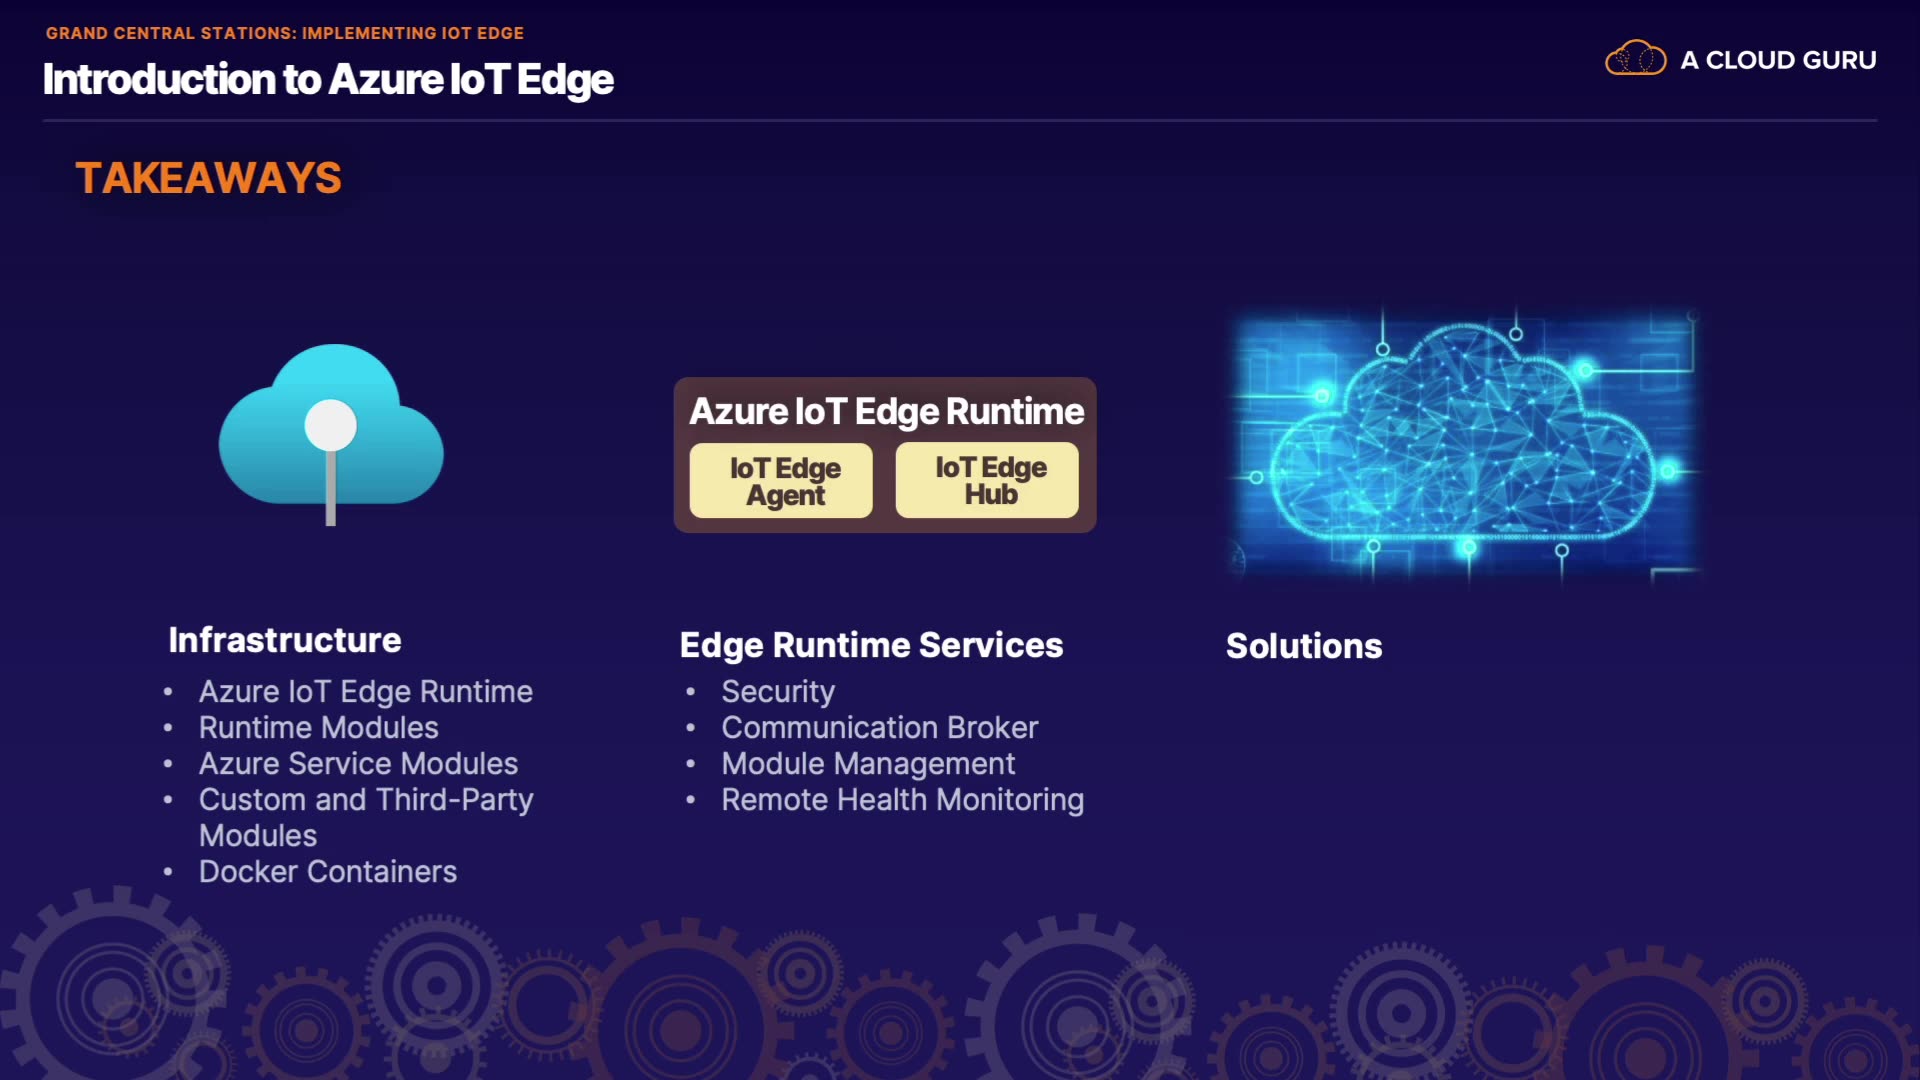 GRAND CENTRAL STATIONS: IMPLEMENTING IOT EDGE
Introduction to Azure IoT Edge
A CLOUD GURU
TAKEAWAYS
Azure IoT Edge Runtime
IoT Edge
Agent
IoT Edge
Hub
Infrastructure
• Azure IoT Edge Runtime
• Runtime Modules
• Azure Service Modules
• Custom and Third-Party
Modules
• Docker Containers
Edge Runtime Services
• Security
• Communication Broker
• Module Management
• Remote Health Monitoring
Solutions